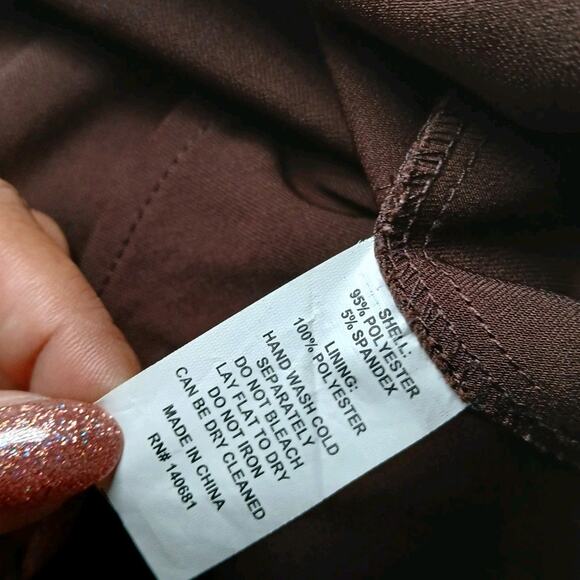 SHELL:
95% POLYESTER
5% SPANDEX
LINING:
100% POLYESTER
HAND WASH COLD
SEPARATELY
DO NOT BLEACH
LAY FLAT TO DRY
DO NOT IRON
CAN BE DRY CLEANED
MADE IN CHINA
RN# 140681